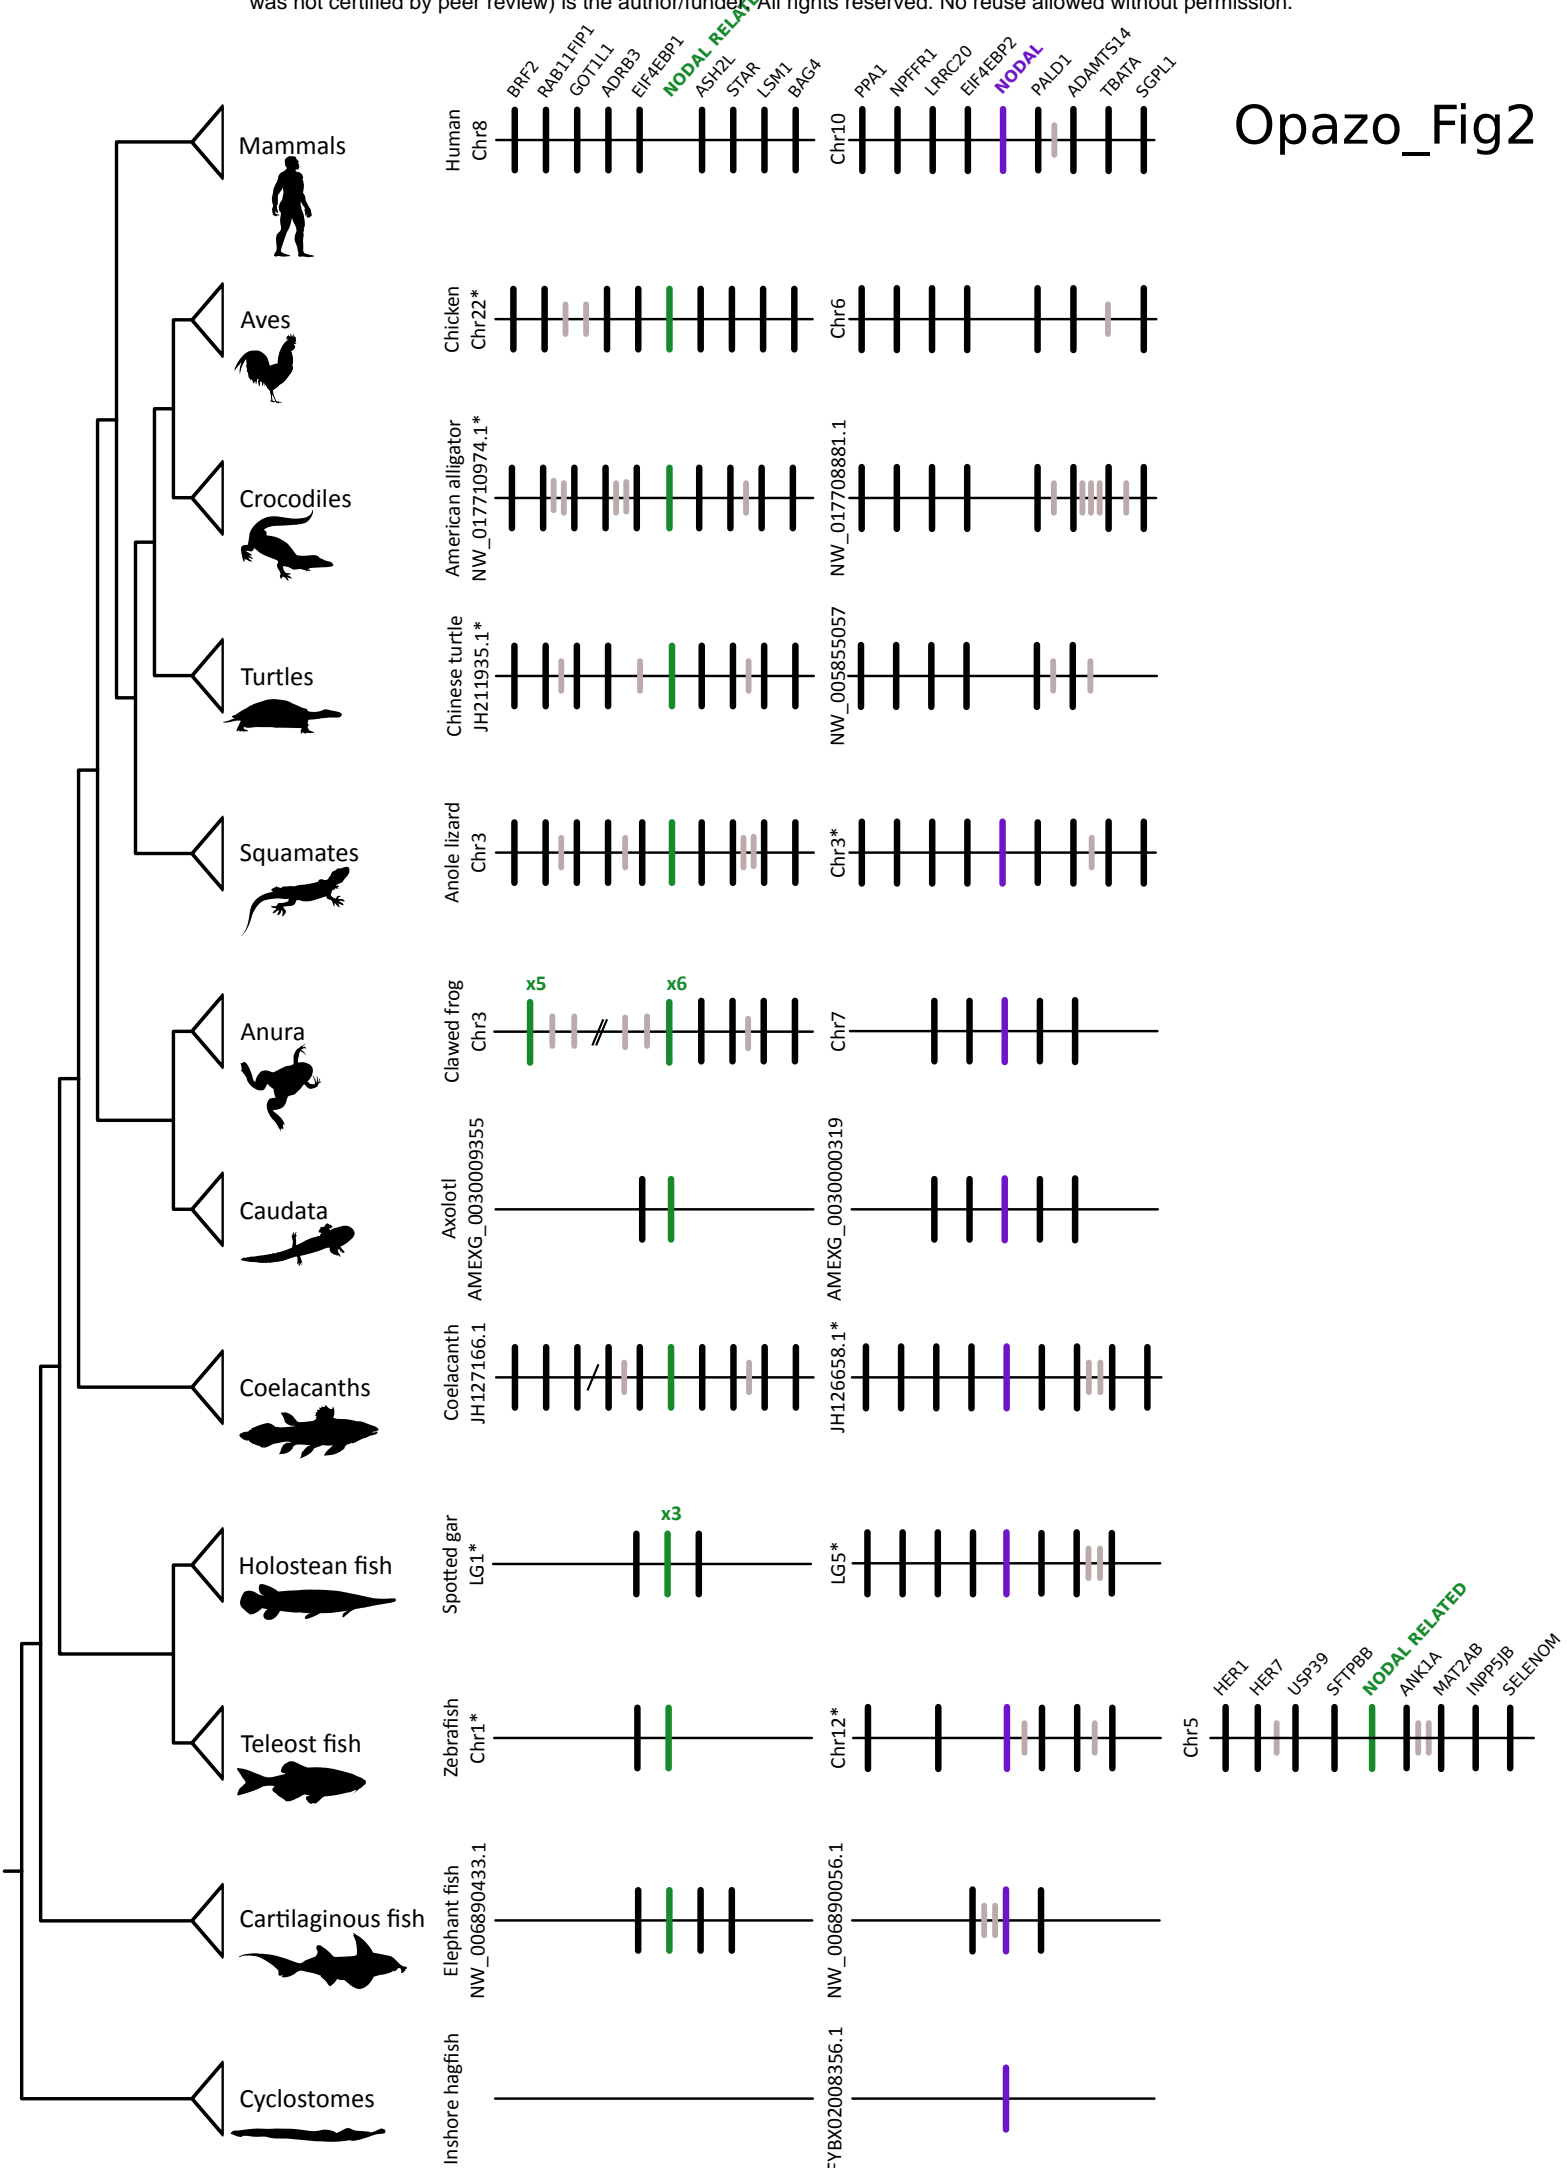 was not certified by peer review) is the author/funder. All rights reserved. No reuse allowed without permission.
Opazo_Fig2
BRF2
RAB11FIP1
GOT1L1
ADRB3
EIF4EBP1
NODAL RELATE
ASH2L
STAR
LSM1
BAG4
PPA1
NPFFR1
LRRC20
EIF4EBP2
NODAL
PALD1
ADAMTS14
TBATA
SGPL1
Mammals
Human
Chr8
Chr10
Aves
Chicken
Chr22*
Chr6
Crocodiles
American alligator
NW_017710974.1*
NW_017708881.1
Turtles
Chinese turtle
JH211935.1*
NW_005855057
Squamates
Anole lizard
Chr3
Chr3*
Anura
Clawed frog
Chr3
x5
x6
Chr7
Caudata
Axolotl
AMEXG_0030009355
AMEXG_0030000319
Coelacanths
Coelacanth
JH127166.1
JH126658.1*
Holostean fish
Spotted gar
LG1*
x3
LG5*
Teleost fish
Zebrafish
Chr1*
Chr12*
Chr5
HER1
HER7
USP39
SFTPBB
NODAL RELATED
ANK1A
MAT2AB
INPP5JB
SELENOM
Cartilaginous fish
Elephant fish
NW_006890433.1
NW_006890056.1
Cyclostomes
Inshore hagfish
FYBX02008356.1